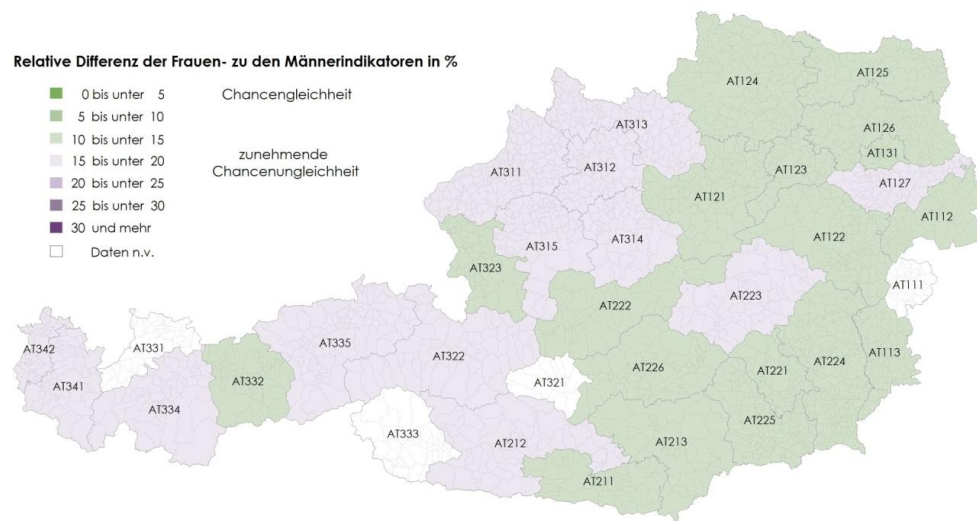 Relative Differenz der Frauen- zu den Männerindikatoren in %
0 bis unter 5 Chancengleichheit
5 bis unter 10
10 bis unter 15
15 bis unter 20 zunehmende
20 bis unter 25 Chancenungleichheit
25 bis unter 30
30 und mehr
Daten n.v.
AT124
AT125
AT313
AT126
AT131
AT312
AT123
AT311
AT127
AT121
AT112
AT122
AT314
AT315
AT323
AT111
AT223
AT222
AT335
AT331
AT342
AT322
AT224
AT113
AT226
AT221
AT332
AT321
AT341
AT334
AT225
AT333
AT212
AT213
AT211